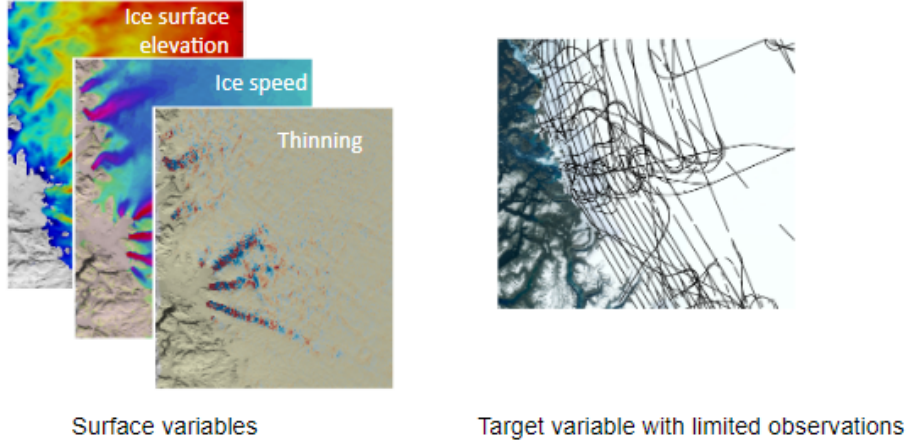 Ice surface
elevation
Ice speed
Thinning
Surface variables
Target variable with limited observations